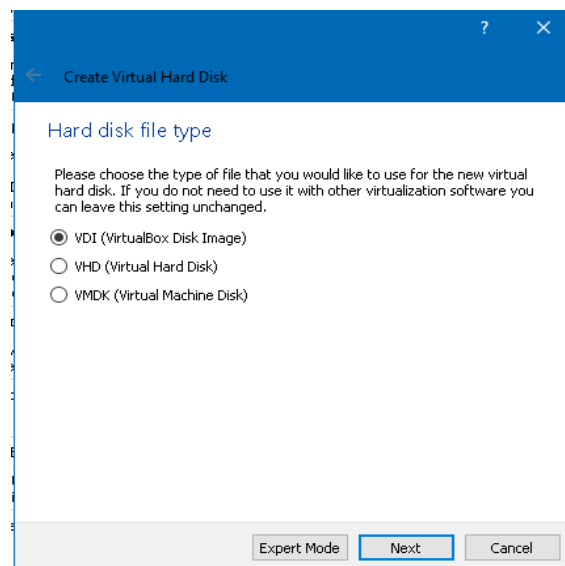 ?
Create Virtual Hard Disk
Hard disk file type
Please choose the type of file that you would like to use for the new virtual
hard disk. If you do not need to use it with other virtualization software you
can leave this setting unchanged.
VDI (VirtualBox Disk Image)
VHD (Virtual Hard Disk)
VMDK (Virtual Machine Disk)
Expert Mode Next Cancel